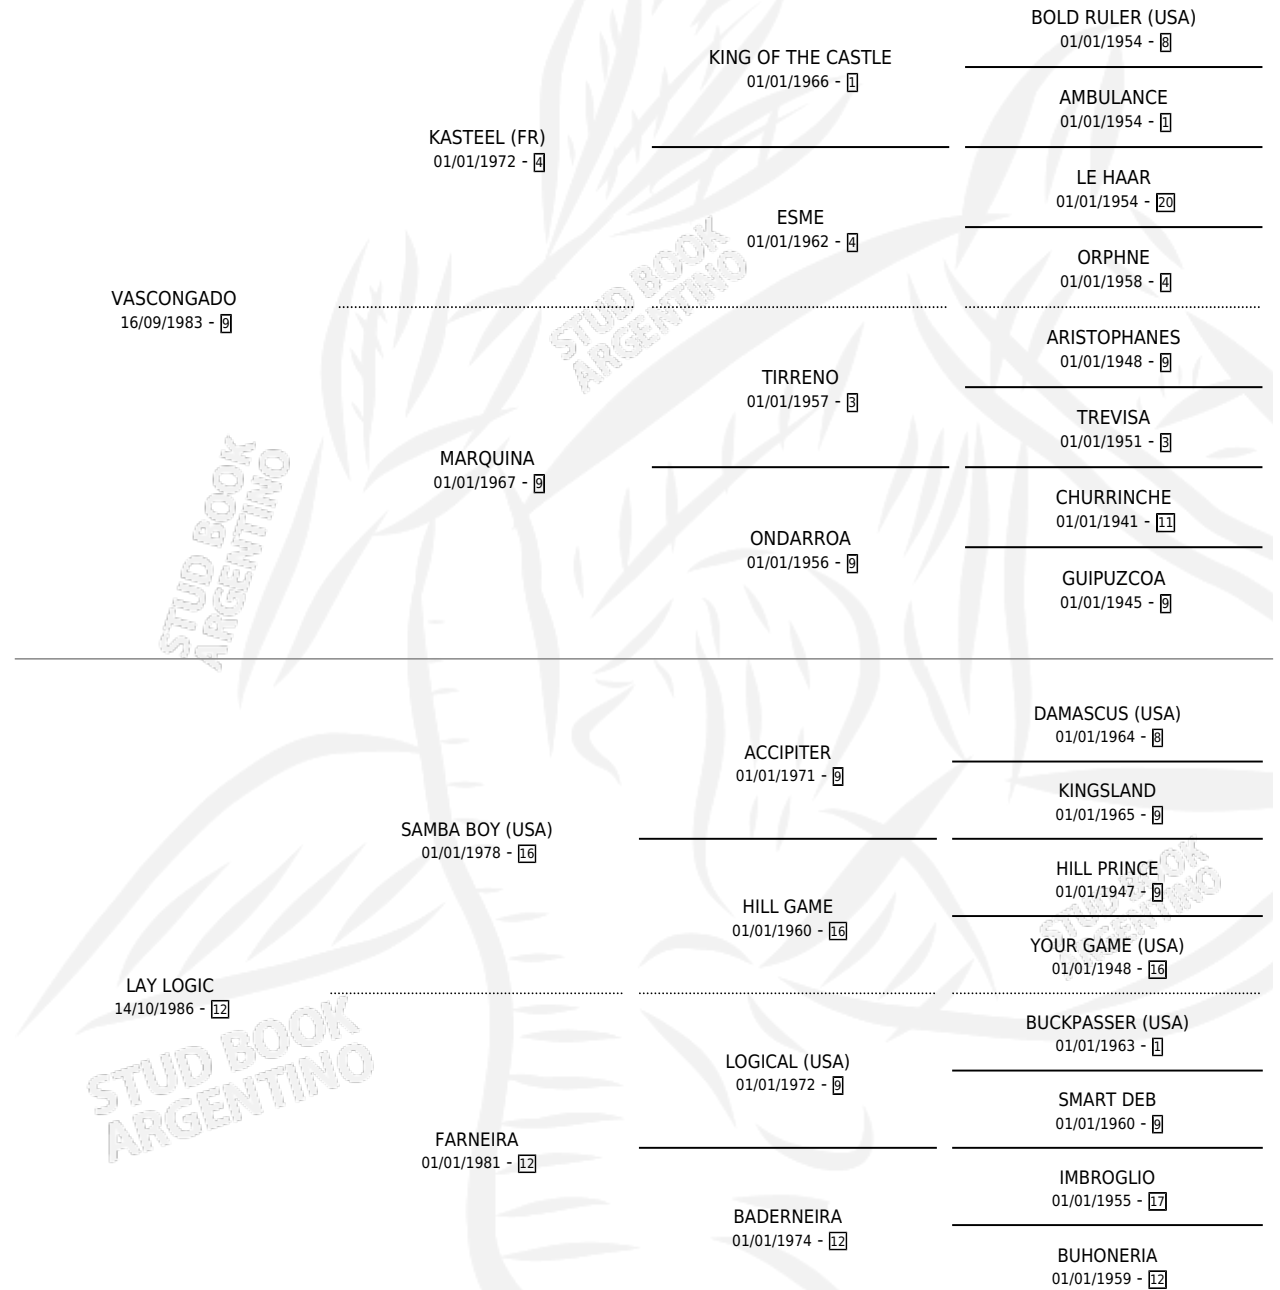 BOLD RULER (USA)
01/01/1954 - 8
KING OF THE CASTLE
01/01/1966 - 1
AMBULANCE
01/01/1954 - 1
KASTEEL (FR)
01/01/1972 - 4
LE HAAR
01/01/1954 - 20
ESME
01/01/1962 - 4
ORPHNE
01/01/1958 - 4
VASCONGADO
16/09/1983 - 9
ARISTOPHANES
01/01/1948 - 9
TIRRENO
01/01/1957 - 3
TREVISA
01/01/1951 - 3
MARQUINA
01/01/1967 - 9
CHURRINCHE
01/01/1941 - 11
ONDARROA
01/01/1956 - 9
GUIPUZCOA
01/01/1945 - 9
STUD BOOK
ARGENTINO
STUD BOOK
ARGENTINO
DAMASCUS (USA)
01/01/1964 - 8
ACCIPITER
01/01/1971 - 9
KINGSLAND
01/01/1965 - 9
SAMBA BOY (USA)
01/01/1978 - 16
HILL PRINCE
01/01/1947 - 9
HILL GAME
01/01/1960 - 16
YOUR GAME (USA)
01/01/1948 - 16
STUD BOOK
ARGENTINO
LAY LOGIC
14/10/1986 - 12
BUCKPASSER (USA)
01/01/1963 - 1
LOGICAL (USA)
01/01/1972 - 9
SMART DEB
01/01/1960 - 9
STUD BOOK
ARGENTINO
FARNEIRA
01/01/1981 - 12
IMBROGLIO
01/01/1955 - 17
BADERNEIRA
01/01/1974 - 12
BUHONERIA
01/01/1959 - 12